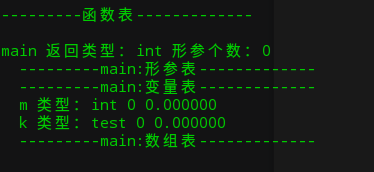 ---------函数表-------------
main 返回类型: int 形参个数: 0
---------main:形参表-------------
---------main:变量表-------------
m 类型: int 0 0.000000
k 类型: test 0 0.000000
---------main:数组表-------------